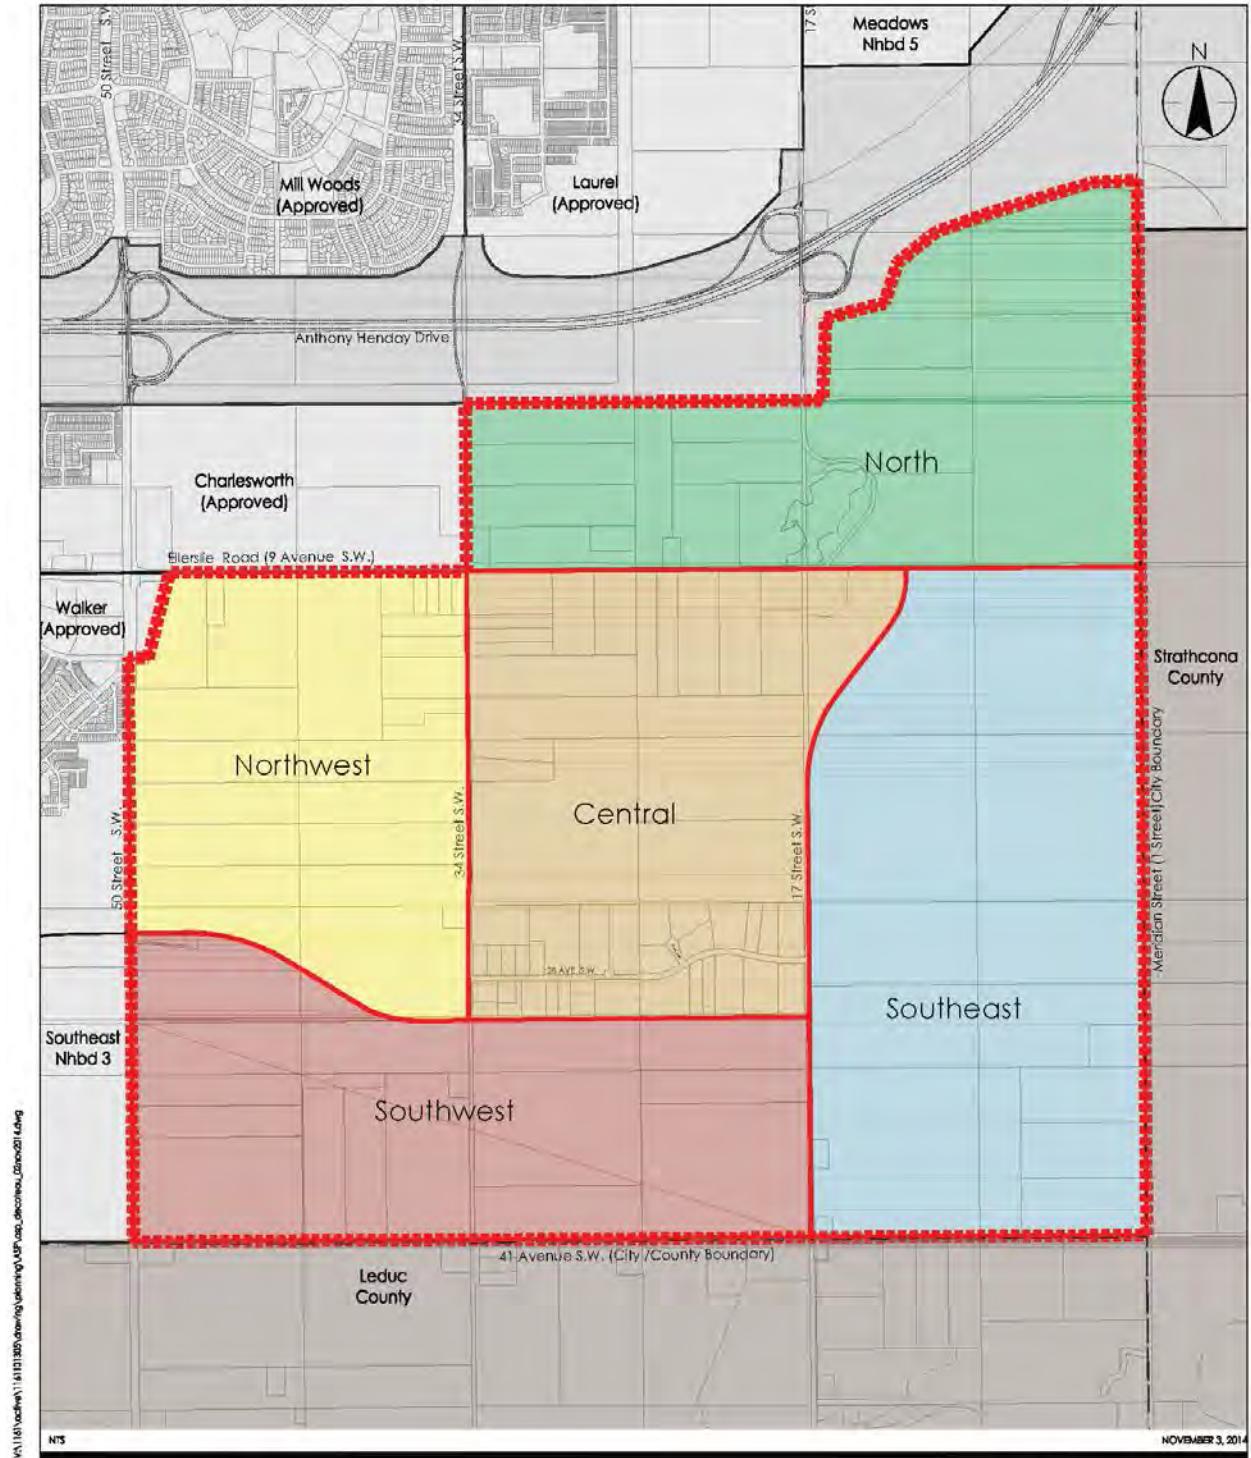 50 Street S.W.
34 Street S.W.
17 S
Meadows
Nhbd 5
N
Mill Woods
(Approved)
Laurel
(Approved)
Anthony Henday Drive
North
Charlesworth
(Approved)
Ellerslie Road (9 Avenue S.W.)
Walker
(Approved)
Strathcona
County
Northwest
Central
50 Street S.W.
34 Street S.W.
17 Street S.W.
Meridian Street (1 Street) City Boundary
Southeast
Southeast
Nhbd 3
Southwest
41 Avenue S.W. (City /County Boundary)
Leduc
County
NTS
NOVEMBER 3, 2014